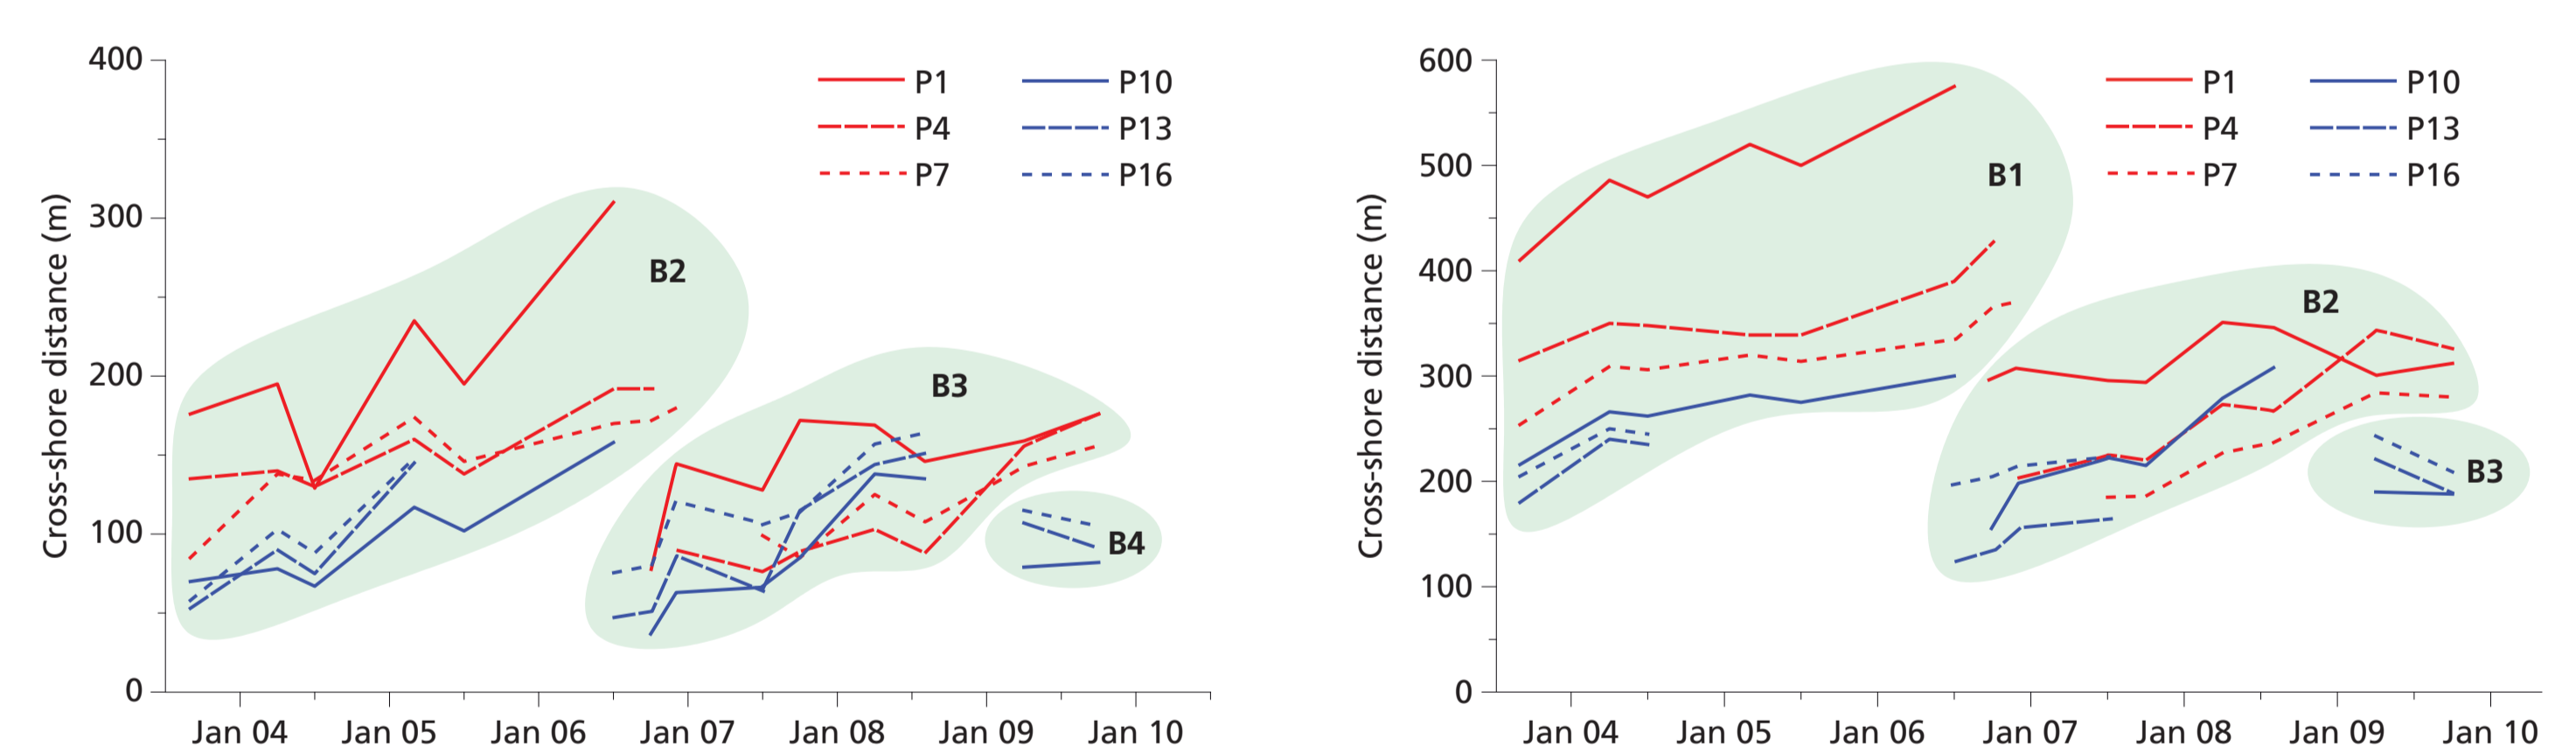 Cross-shore distance (m)
400
300
200
100
0
P1
P4
P7
P10
P13
P16
B2
B3
B4
Jan 04 Jan 05 Jan 06 Jan 07 Jan 08 Jan 09 Jan 10
Cross-shore distance (m)
600
500
400
300
200
100
0
P1
P4
P7
P10
P13
P16
B1
B2
B3
Jan 04 Jan 05 Jan 06 Jan 07 Jan 08 Jan 09 Jan 10